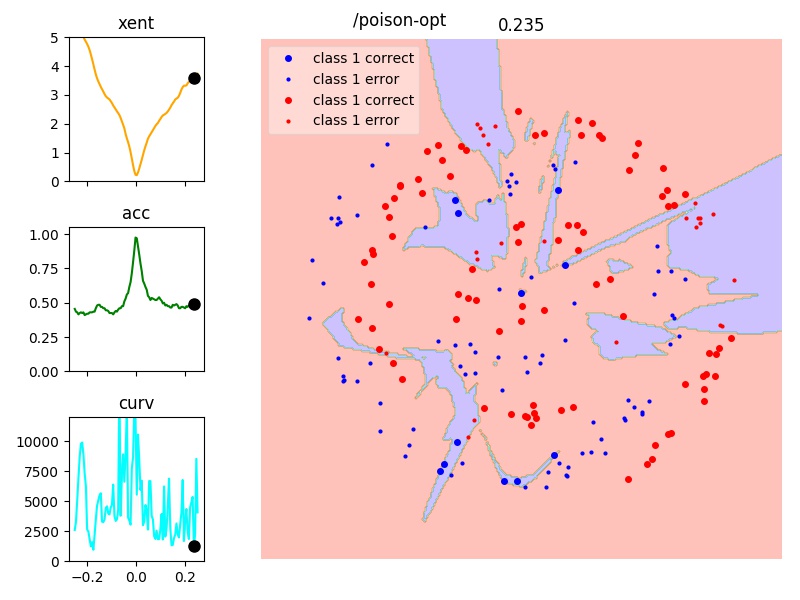 /poison-opt
0.235
xent
5
4
3
2
1
0
acc
1.00
0.75
0.50
0.25
0.00
curv
10000
7500
5000
2500
0
−0.2 0.0 0.2
class 1 correct
class 1 error
class 1 correct
class 1 error